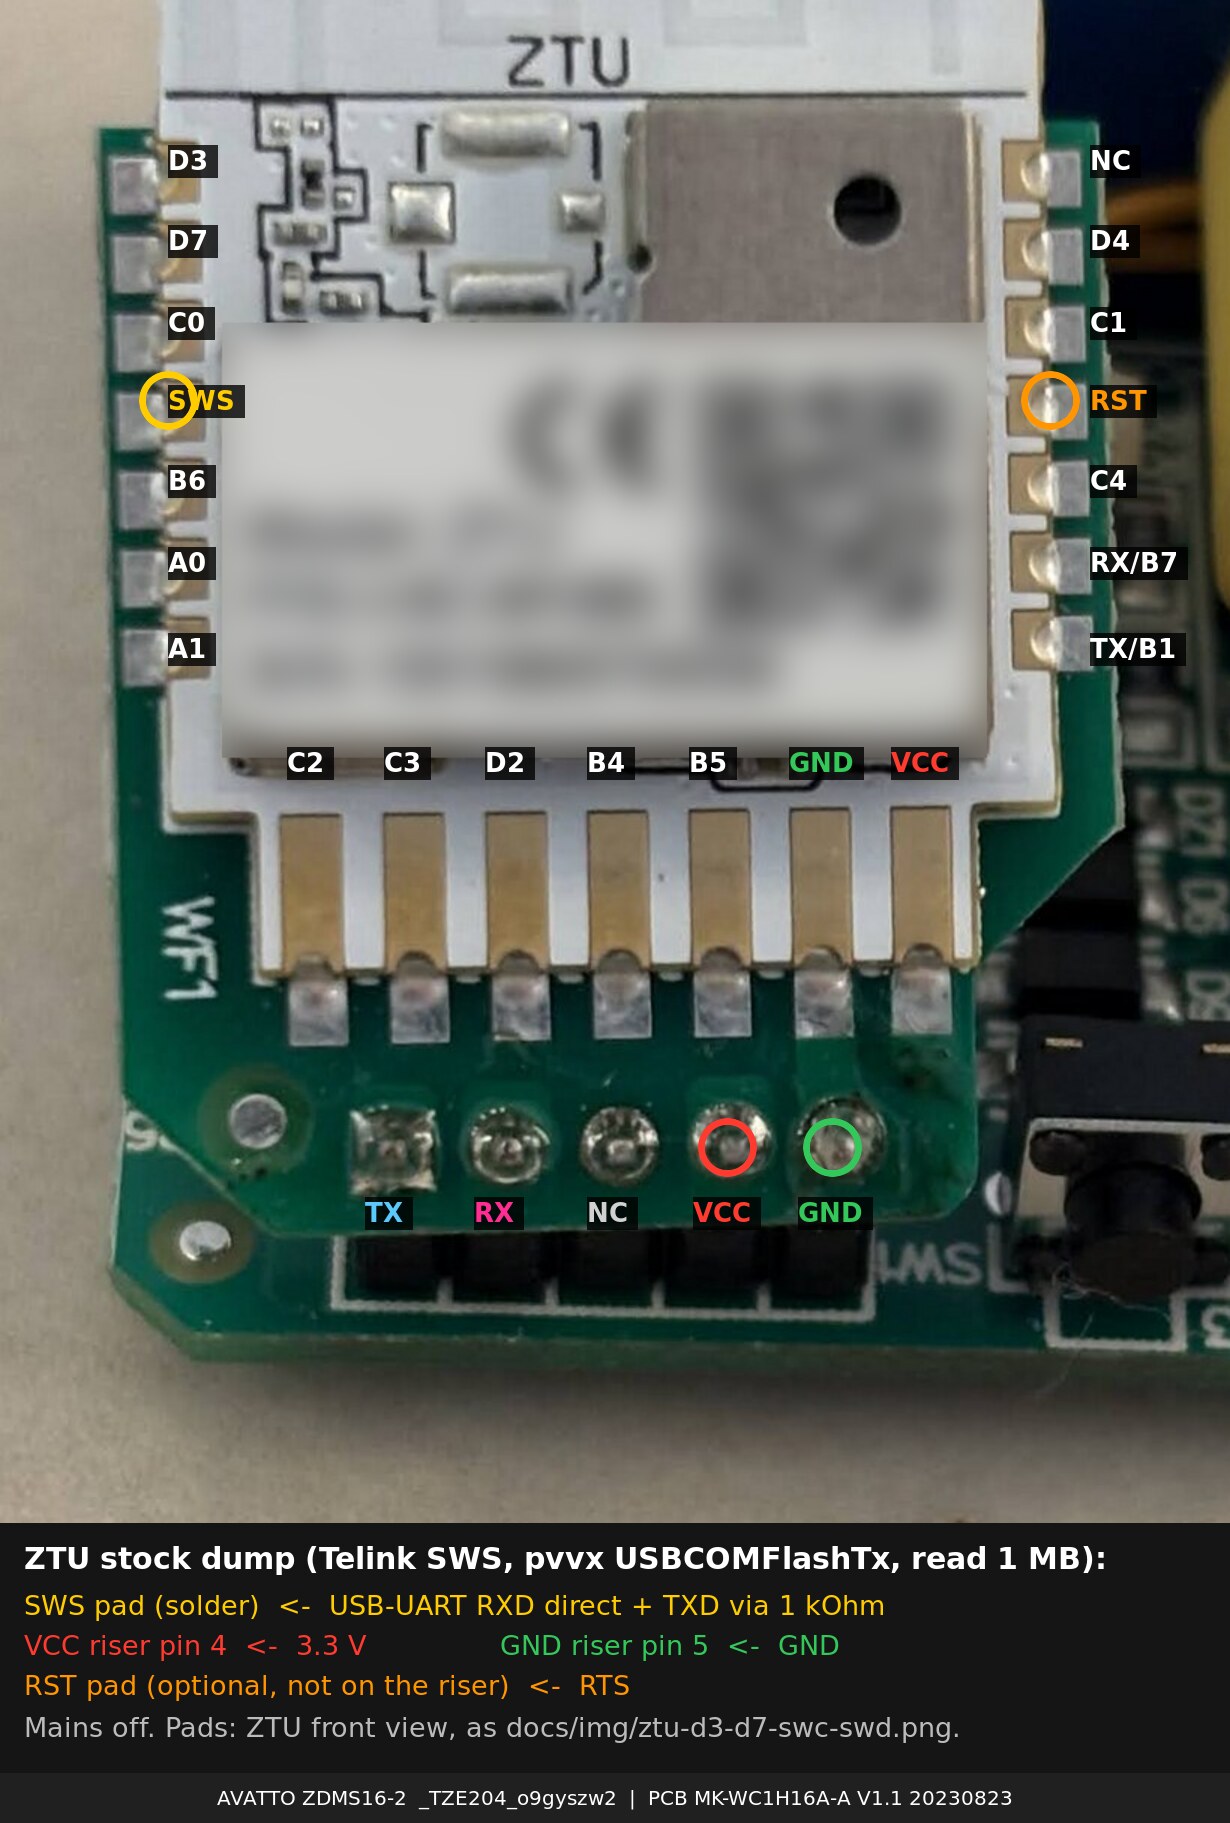 ZTU
D3
NC
D7
D4
C0
C1
SWS
RST
B6
C4
A0
RX/B7
A1
TX/B1
C2 C3 D2 B4 B5 GND VCC
WF1
TX RX NC VCC GND
SW1
ZTU stock dump (Telink SWS, pvvx USBCOMFlashTx, read 1 MB):
SWS pad (solder) <- USB-UART RXD direct + TXD via 1 kOhm
VCC riser pin 4 <- 3.3 V GND riser pin 5 <- GND
RST pad (optional, not on the riser) <- RTS
Mains off. Pads: ZTU front view, as docs/img/ztu-d3-d7-swc-swd.png.
AVATTO ZDMS16-2 _TZE204_o9gyszw2 | PCB MK-WC1H16A-A V1.1 20230823